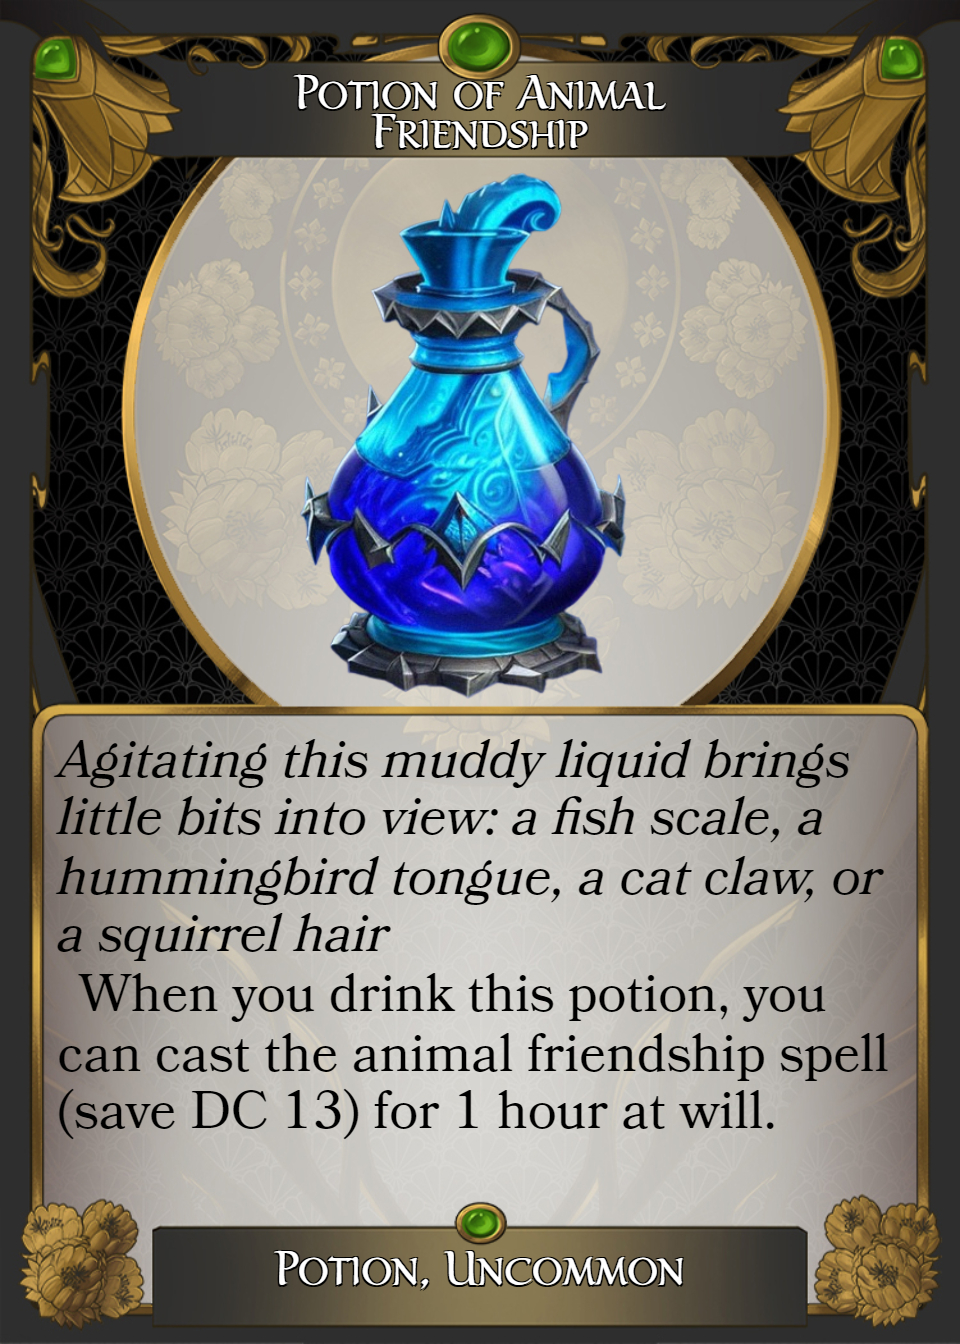 Potion of Animal
Friendship
Agitating this muddy liquid brings
little bits into view: a fish scale, a
hummingbird tongue, a cat claw, or
a squirrel hair
When you drink this potion, you
can cast the animal friendship spell
(save DC 13) for 1 hour at will.
Potion, Uncommon